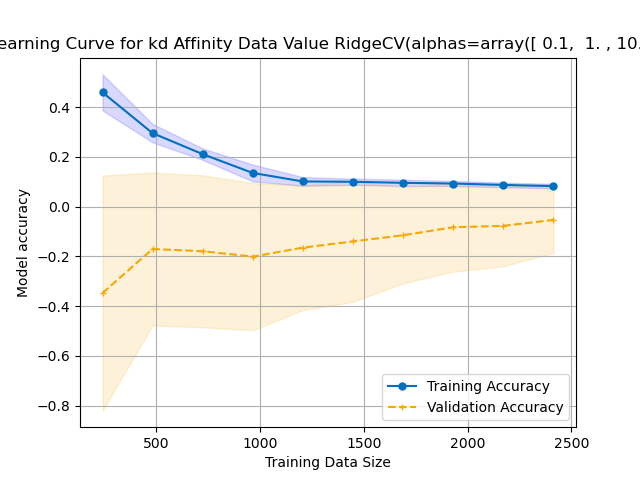 earning Curve for kd Affinity Data Value RidgeCV(alphas=array([ 0.1,  1. , 10.
Model accuracy
0.4
0.2
0.0
−0.2
−0.4
−0.6
−0.8
Training Accuracy
Validation Accuracy
500 1000 1500 2000 2500
Training Data Size